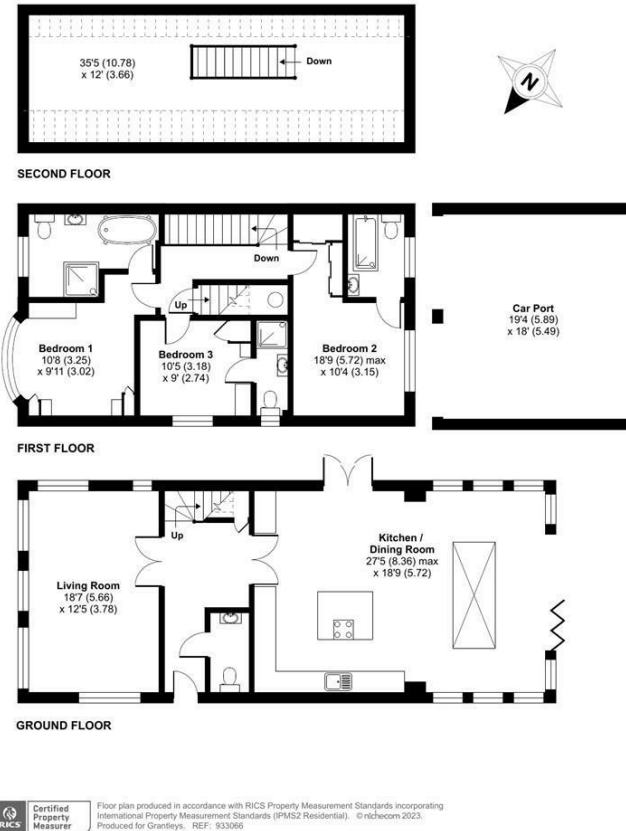 35'5 (10.78)
x 12' (3.66)
Down
N
SECOND FLOOR
Down
Up
Bedroom 1
10'8 (3.25)
x 9'11 (3.02)
Bedroom 3
10'5 (3.18)
x 9' (2.74)
Bedroom 2
18'9 (5.72) max
x 10'4 (3.15)
Car Port
19'4 (5.89)
x 18' (5.49)
FIRST FLOOR
Up
Living Room
18'7 (5.66)
x 12'5 (3.78)
Kitchen /
Dining Room
27'5 (8.36) max
x 18'9 (5.72)
GROUND FLOOR
RICS
Certified
Property
Measurer
Floor plan produced in accordance with RICS Property Measurement Standards incorporating
International Property Measurement Standards (IPMS2 Residential). © nichecom 2023.
Produced for Grantleys. REF: 933066